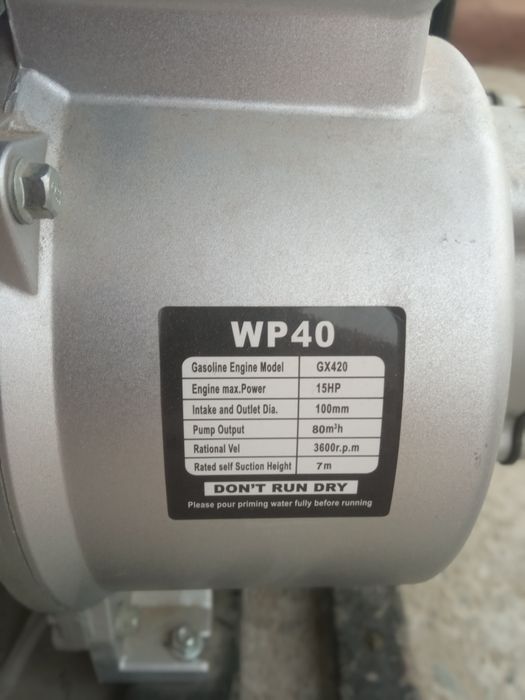 WP40
Gasoline Engine Model GX420
Engine max.Power 15HP
Intake and Outlet Dia. 100mm
Pump Output 80m³h
Rational Vel 3600r.p.m
Rated self Suction Height 7m
DON'T RUN DRY
Please pour priming water fully before running